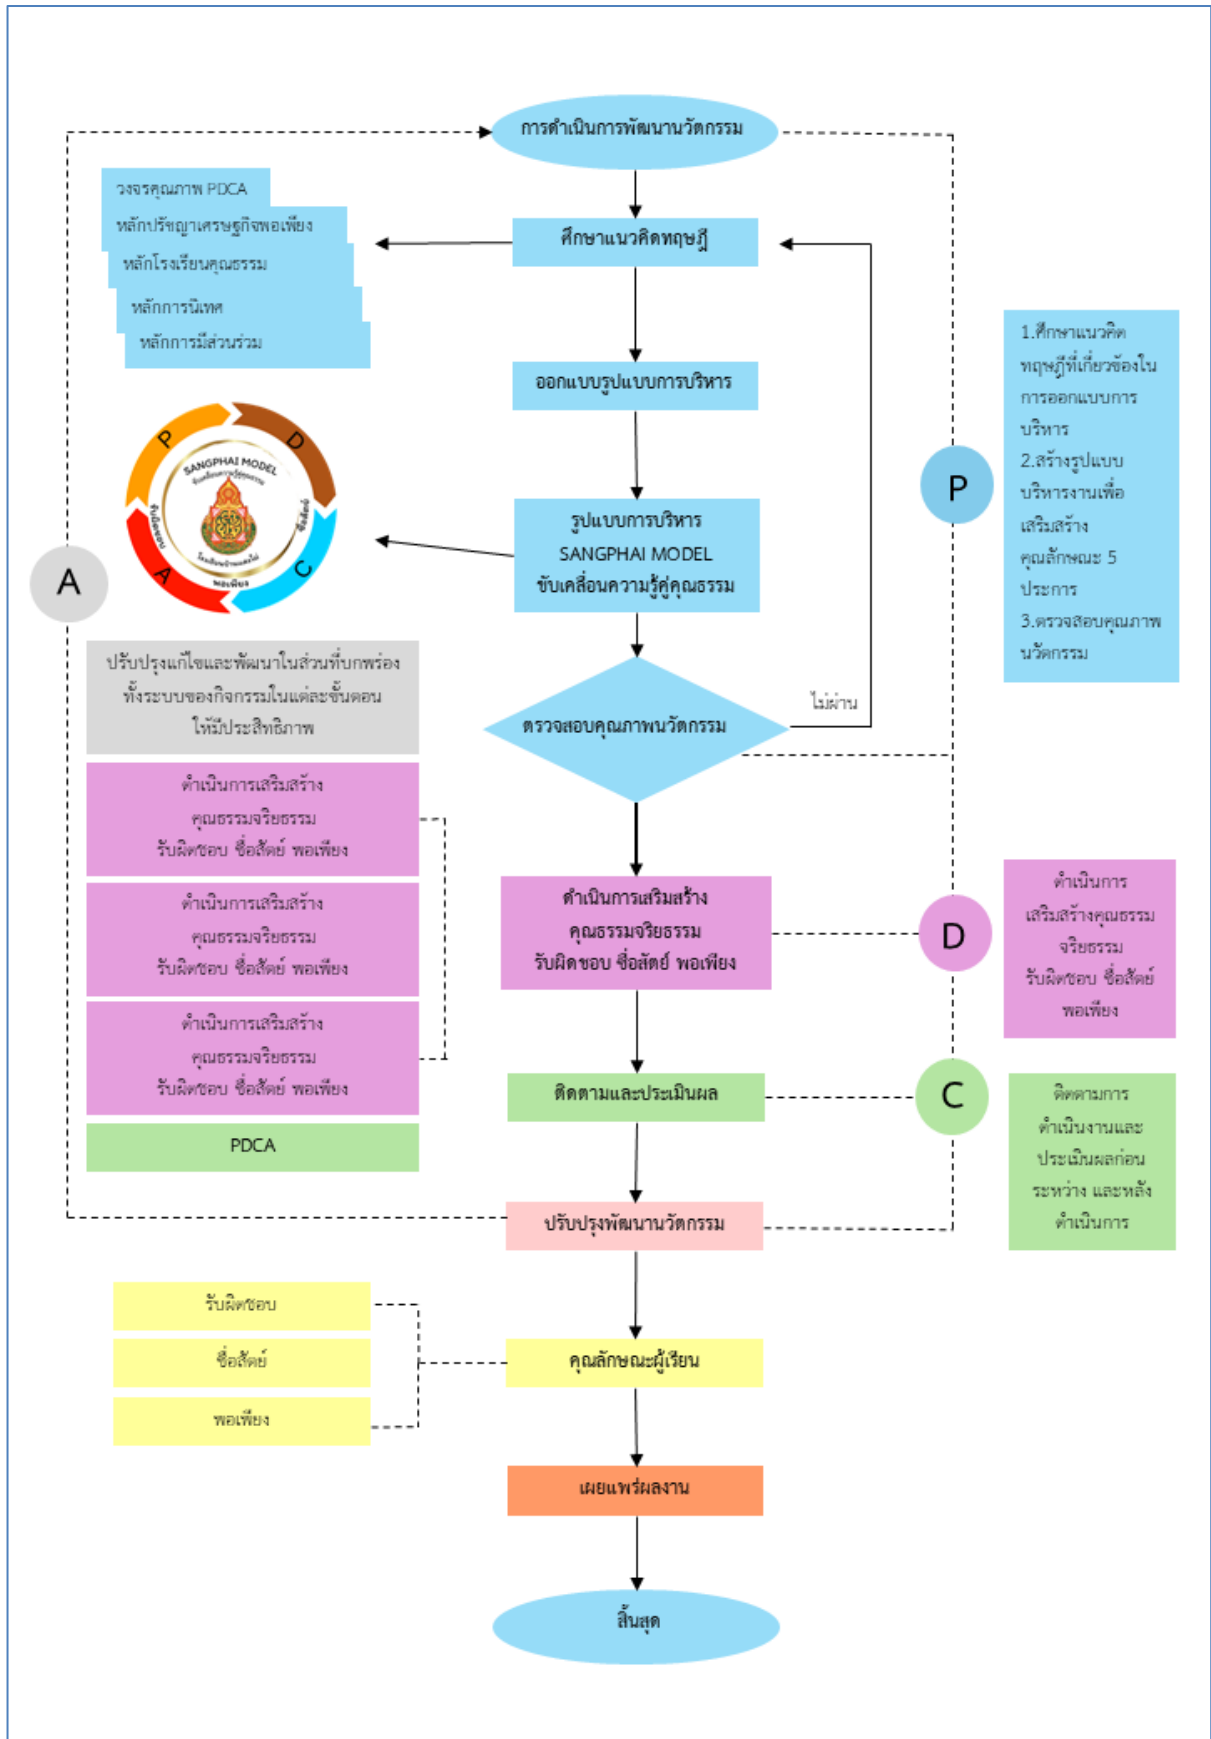 การดำเนินการพัฒนานวัตกรรม
วงจรคุณภาพ PDCA
หลักปรัชญาเศรษฐกิจพอเพียง
หลักโรงเรียนคุณธรรม
หลักการนิเทศ
หลักการมีส่วนร่วม
ศึกษาแนวคิดทฤษฎี
ออกแบบรูปแบบการบริหาร
P
D
C
A
SANGPHAI MODEL
ขับเคลื่อนความรู้คู่คุณธรรม
รับผิดชอบ
ซื่อสัตย์
พอเพียง
รูปแบบการบริหาร
SANGPHAI MODEL
ขับเคลื่อนความรู้คู่คุณธรรม
P
1.ศึกษาแนวคิด
ทฤษฎีที่เกี่ยวข้องใน
การออกแบบการ
บริหาร
2.สร้างรูปแบบ
บริหารงานเพื่อ
เสริมสร้าง
คุณลักษณะ 5
ประการ
3.ตรวจสอบคุณภาพ
นวัตกรรม
A
ปรับปรุงแก้ไขและพัฒนาในส่วนที่บกพร่อง
ทั้งระบบของกิจกรรมในแต่ละขั้นตอน
ให้มีประสิทธิภาพ
ตรวจสอบคุณภาพนวัตกรรม
ไม่ผ่าน
ดำเนินการเสริมสร้าง
คุณธรรมจริยธรรม
รับผิดชอบ ซื่อสัตย์ พอเพียง
ดำเนินการเสริมสร้าง
คุณธรรมจริยธรรม
รับผิดชอบ ซื่อสัตย์ พอเพียง
ดำเนินการเสริมสร้าง
คุณธรรมจริยธรรม
รับผิดชอบ ซื่อสัตย์ พอเพียง
PDCA
ดำเนินการเสริมสร้าง
คุณธรรมจริยธรรม
รับผิดชอบ ซื่อสัตย์ พอเพียง
D
ดำเนินการ
เสริมสร้างคุณธรรม
จริยธรรม
รับผิดชอบ ซื่อสัตย์
พอเพียง
ติดตามและประเมินผล
C
ติดตามการ
ดำเนินงานและ
ประเมินผลก่อน
ระหว่าง และหลัง
ดำเนินการ
ปรับปรุงพัฒนานวัตกรรม
รับผิดชอบ
ซื่อสัตย์
พอเพียง
คุณลักษณะผู้เรียน
เผยแพร่ผลงาน
สิ้นสุด